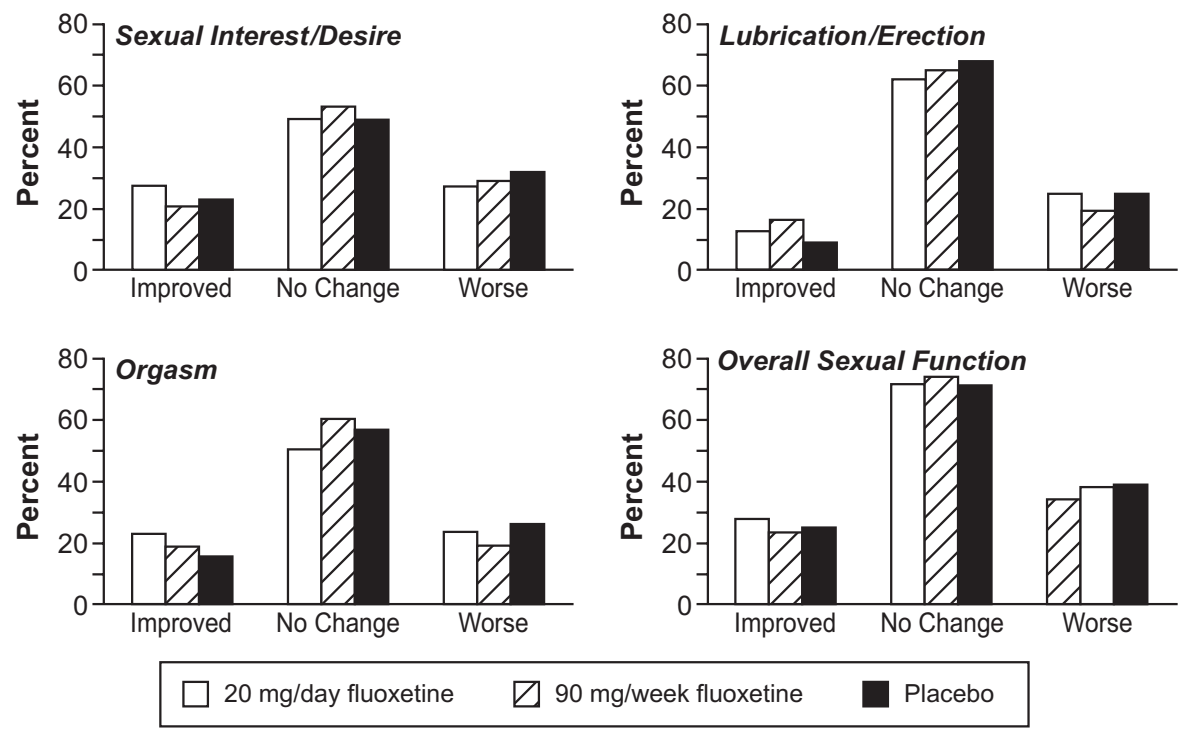 Sexual Interest/Desire
Percent
80
60
40
20
0
Improved No Change Worse
Lubrication/Erection
Percent
80
60
40
20
0
Improved No Change Worse
Orgasm
Percent
80
60
40
20
0
Improved No Change Worse
Overall Sexual Function
Percent
80
60
40
20
0
Improved No Change Worse
20 mg/day fluoxetine 90 mg/week fluoxetine Placebo